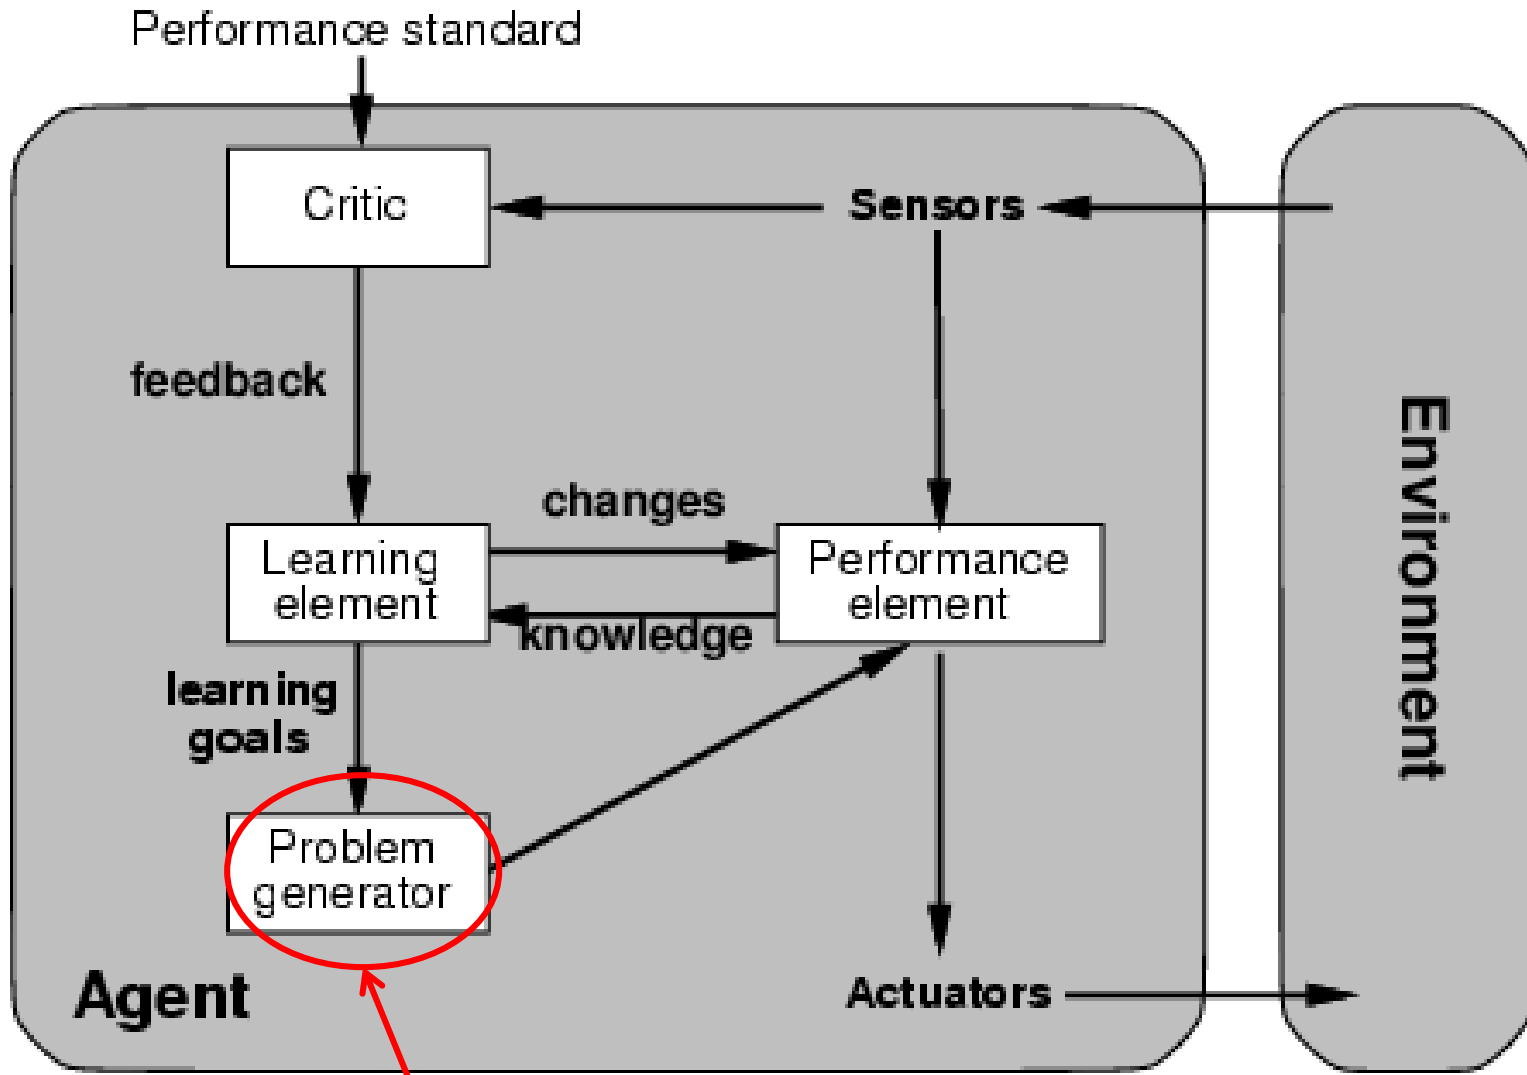 Performance standard
Critic
Sensors
feedback
changes
Learning
element
Performance
element
knowledge
learning
goals
Problem
generator
Agent
Actuators
Environment